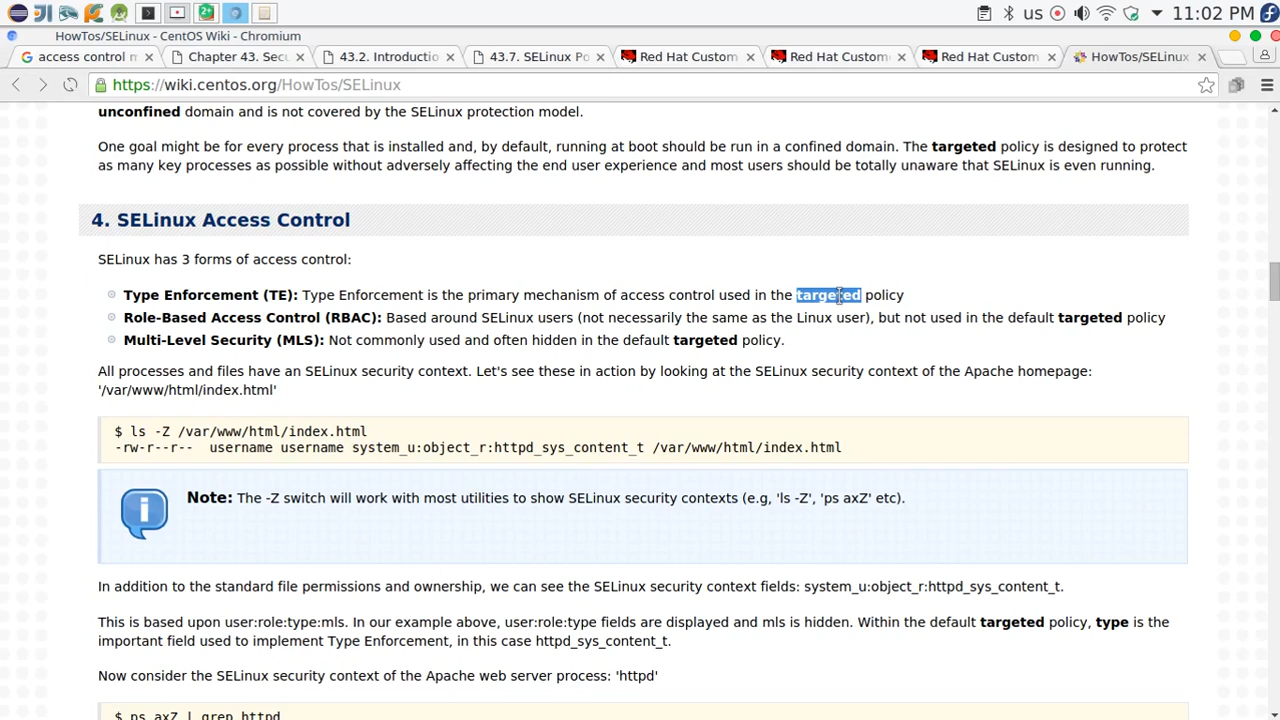 us 11:02 PM
HowTos/SELinux - CentOS Wiki - Chromium
access control m Chapter 43. Secu 43.2. Introductio 43.7. SELinux Po Red Hat Custom Red Hat Custom Red Hat Custom HowTos/SELinux
https://wiki.centos.org/HowTos/SELinux
unconfined domain and is not covered by the SELinux protection model.
One goal might be for every process that is installed and, by default, running at boot should be run in a confined domain. The targeted policy is designed to protect
as many key processes as possible without adversely affecting the end user experience and most users should be totally unaware that SELinux is even running.
4. SELinux Access Control
SELinux has 3 forms of access control:
Type Enforcement (TE): Type Enforcement is the primary mechanism of access control used in the targeted policy
Role-Based Access Control (RBAC): Based around SELinux users (not necessarily the same as the Linux user), but not used in the default targeted policy
Multi-Level Security (MLS): Not commonly used and often hidden in the default targeted policy.
All processes and files have an SELinux security context. Let's see these in action by looking at the SELinux security context of the Apache homepage:
'/var/www/html/index.html'
$ ls -Z /var/www/html/index.html
-rw-r--r--  username username system_u:object_r:httpd_sys_content_t /var/www/html/index.html
Note: The -Z switch will work with most utilities to show SELinux security contexts (e.g, 'ls -Z', 'ps axZ' etc).
In addition to the standard file permissions and ownership, we can see the SELinux security context fields: system_u:object_r:httpd_sys_content_t.
This is based upon user:role:type:mls. In our example above, user:role:type fields are displayed and mls is hidden. Within the default targeted policy, type is the
important field used to implement Type Enforcement, in this case httpd_sys_content_t.
Now consider the SELinux security context of the Apache web server process: 'httpd'
$ ps axZ | grep httpd